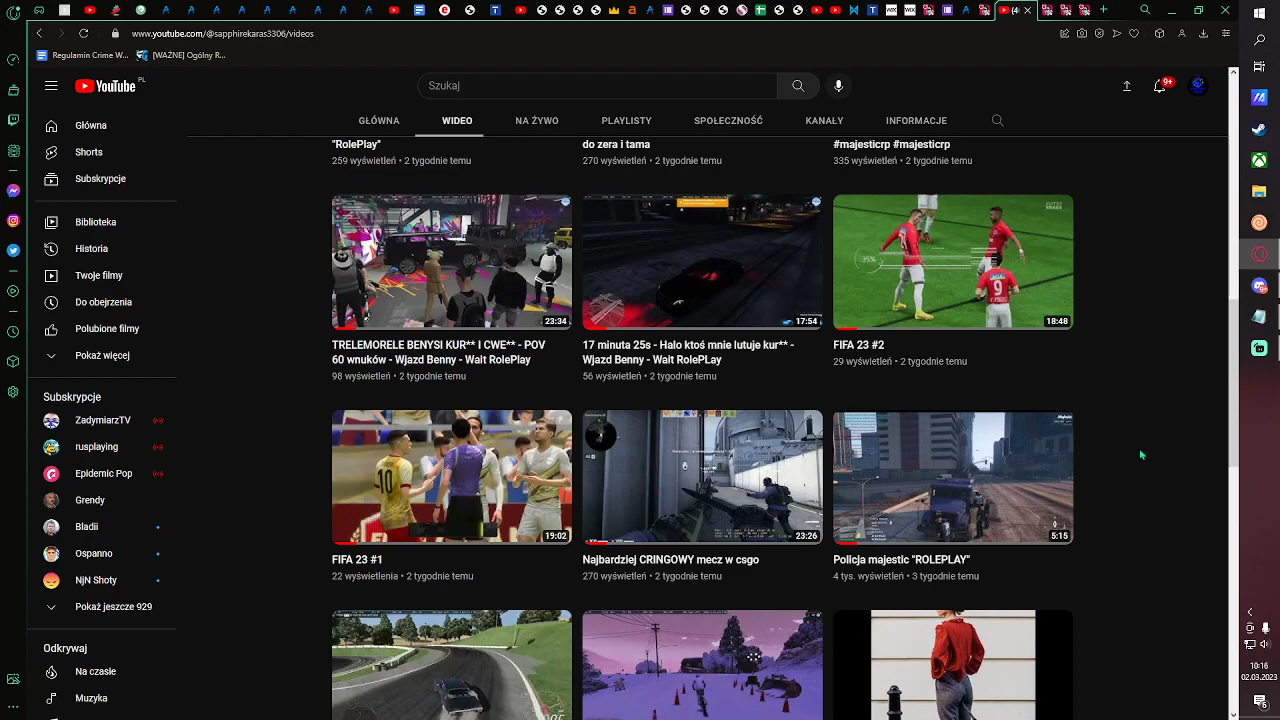 www.youtube.com/@sapphirekaras3306/videos
Regulamin Crime W...
[WAŻNE] Ogólny R...
YouTube PL
Szukaj
9+
GŁÓWNA
WIDEO
NA ŻYWO
PLAYLISTY
SPOŁECZNOŚĆ
KANAŁY
INFORMACJE
Główna
Shorts
Subskrypcje
Biblioteka
Historia
Twoje filmy
Do obejrzenia
Polubione filmy
Pokaż więcej
Subskrypcje
ZadymiarzTV
rusplaying
Epidemic Pop
Grendy
Bladii
Ospanno
NjN Shoty
Pokaż jeszcze 929
Odkrywaj
Na czasie
Muzyka
"RolePlay"
259 wyświetleń • 2 tygodnie temu
do zera i tama
270 wyświetleń • 2 tygodnie temu
#majesticrp #majesticrp
335 wyświetleń • 2 tygodnie temu
23:34
TRELEMORELE BENYSI KUR** I CWE** - POV
60 wnuków - Wjazd Benny - Walt RolePlay
98 wyświetleń • 2 tygodnie temu
17:54
17 minuta 25s - Halo ktoś mnie lutuje kur** -
Wjazd Benny - Walt RolePlay
56 wyświetleń • 2 tygodnie temu
35%
9
18:48
FIFA 23 #2
29 wyświetleń • 2 tygodnie temu
10
19:02
FIFA 23 #1
22 wyświetlenia • 2 tygodnie temu
23:26
Najbardziej CRINGOWY mecz w csgo
270 wyświetleń • 2 tygodnie temu
5:15
Policja majestic "ROLEPLAY"
4 tys. wyświetleń • 3 tygodnie temu
10:16
02.03.2023